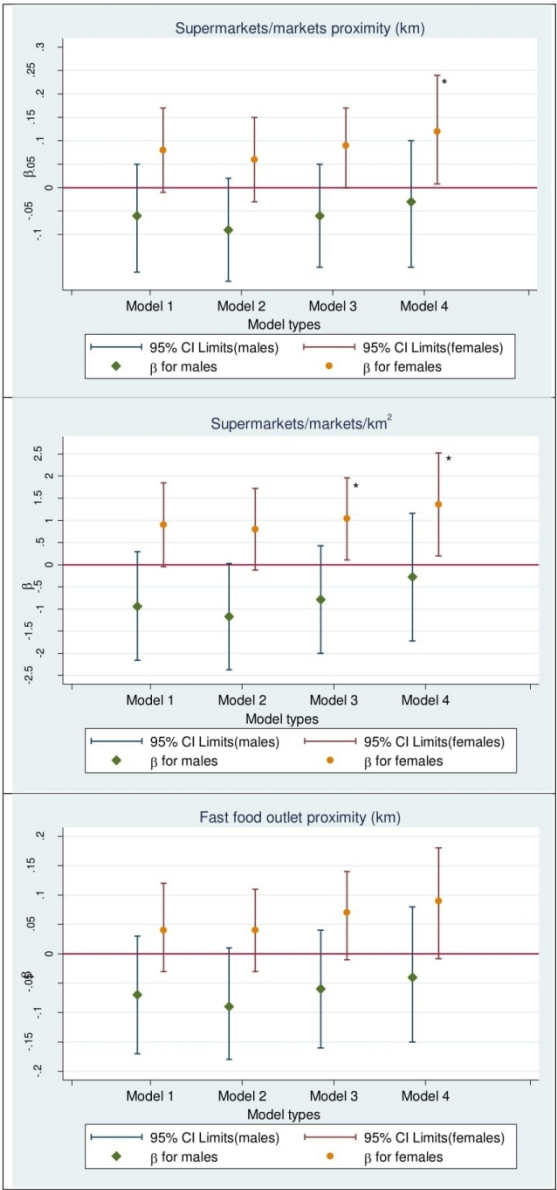 Supermarkets/markets proximity (km)
.3
.25
.2
.15
*
.1
.05
β
0
-.05
-.1
Model 1 Model 2 Model 3 Model 4
Model types
95% CI Limits(males) 95% CI Limits(females)
β for males β for females
Supermarkets/markets/km²
2.5
*
2
*
1.5
1
.5
0
β
-.5
-1
-1.5
-2
-2.5
Model 1 Model 2 Model 3 Model 4
Model types
95% CI Limits(males) 95% CI Limits(females)
β for males β for females
Fast food outlet proximity (km)
.2
.15
.1
.05
0
β
-.05
-.1
-.15
-.2
Model 1 Model 2 Model 3 Model 4
Model types
95% CI Limits(males) 95% CI Limits(females)
β for males β for females